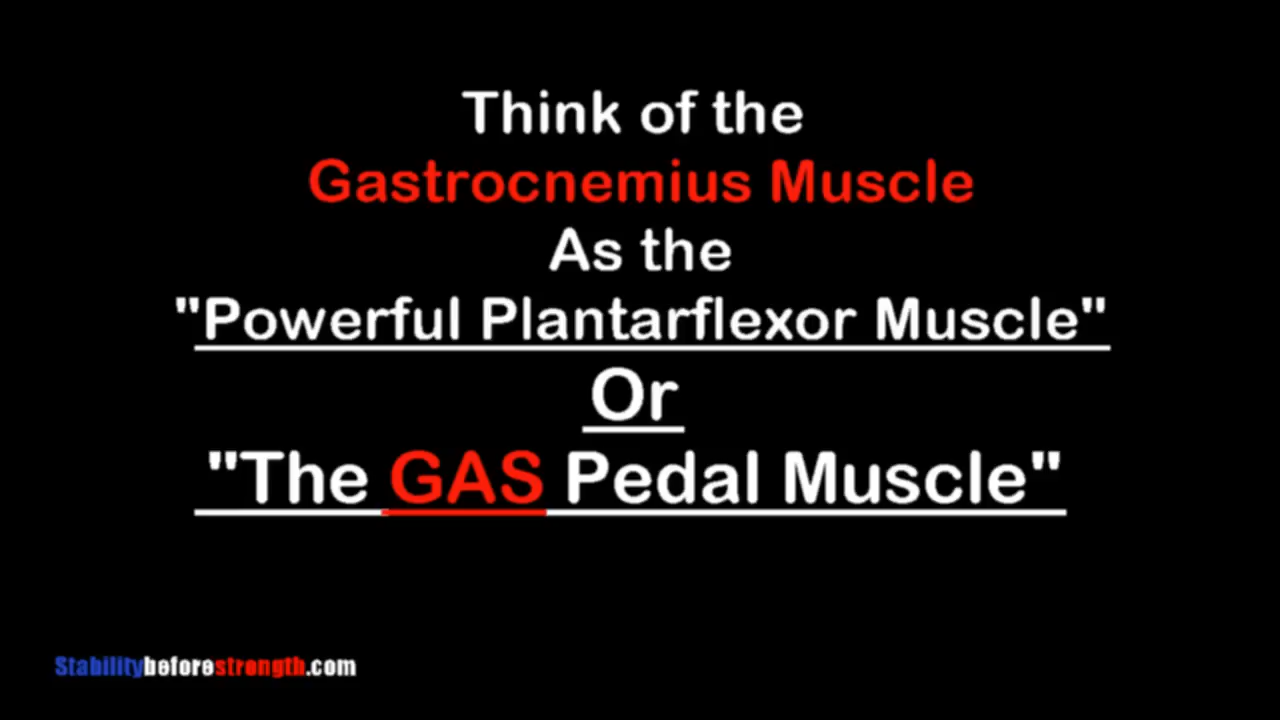 Think of the
Gastrocnemius Muscle
As the
"Powerful Plantarflexor Muscle"
Or
"The GAS Pedal Muscle"
Stabilitybeforestrength.com